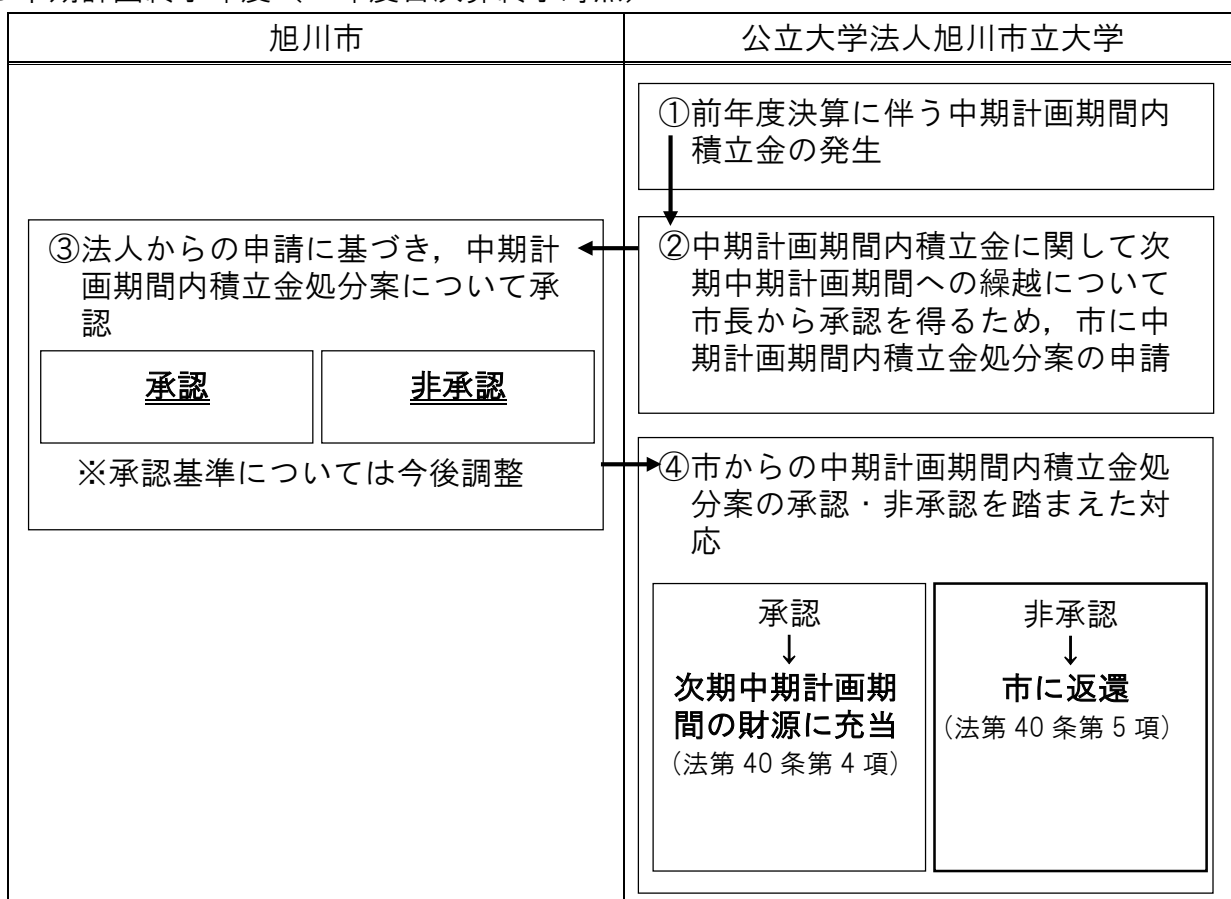 旭川市
公立大学法人旭川市立大学
①前年度決算に伴う中期計画期間内
積立金の発生
②中期計画期間内積立金に関して次
期中期計画期間への繰越について
市長から承認を得るため，市に中
期計画期間内積立金処分案の申請
③法人からの申請に基づき，中期計
画期間内積立金処分案について承
認
承認
非承認
※承認基準については今後調整
④市からの中期計画期間内積立金処
分案の承認・非承認を踏まえた対
応
承認
↓
次期中期計画期
間の財源に充当
（法第 40 条第 4 項）
非承認
↓
市に返還
（法第 40 条第 5 項）